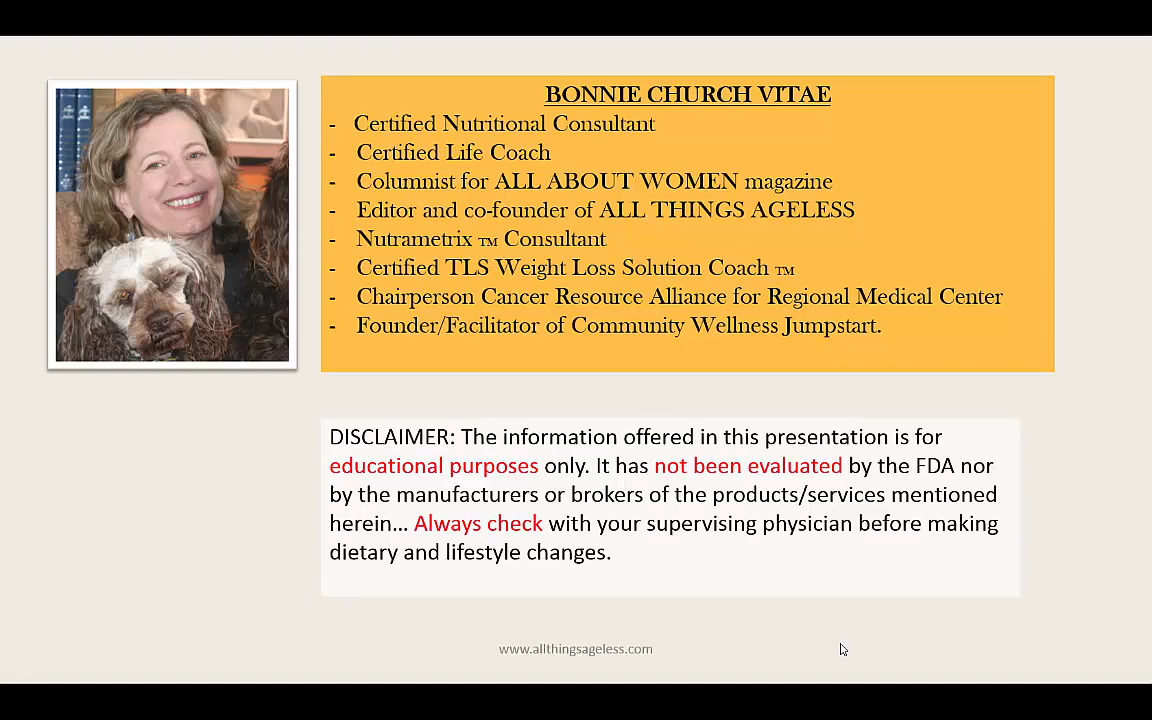 BONNIE CHURCH VITAE
- Certified Nutritional Consultant
- Certified Life Coach
- Columnist for ALL ABOUT WOMEN magazine
- Editor and co-founder of ALL THINGS AGELESS
- Nutrametrix ™ Consultant
- Certified TLS Weight Loss Solution Coach ™
- Chairperson Cancer Resource Alliance for Regional Medical Center
- Founder/Facilitator of Community Wellness Jumpstart.
DISCLAIMER: The information offered in this presentation is for
educational purposes only. It has not been evaluated by the FDA nor
by the manufacturers or brokers of the products/services mentioned
herein… Always check with your supervising physician before making
dietary and lifestyle changes.
www.allthingsageless.com